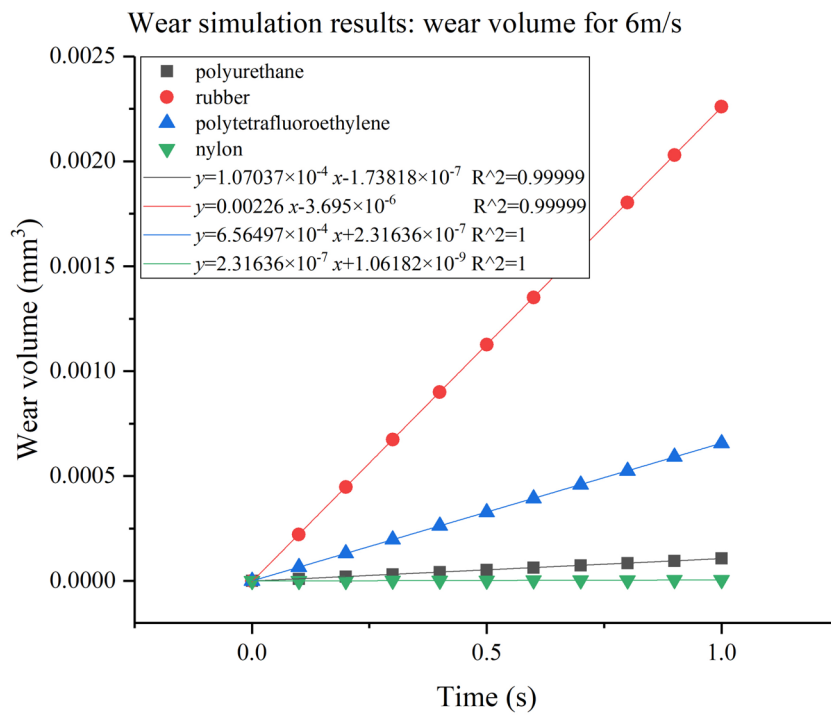 Wear simulation results: wear volume for 6m/s
0.0025
0.0020
0.0015
0.0010
0.0005
0.0000
Wear volume (mm³)
polyurethane
rubber
polytetrafluoroethylene
nylon
y=1.07037×10⁻⁴ x-1.73818×10⁻⁷ R^2=0.99999
y=0.00226 x-3.695×10⁻⁶ R^2=0.99999
y=6.56497×10⁻⁴ x+2.31636×10⁻⁷ R^2=1
y=2.31636×10⁻⁷ x+1.06182×10⁻⁹ R^2=1
0.0 0.5 1.0
Time (s)